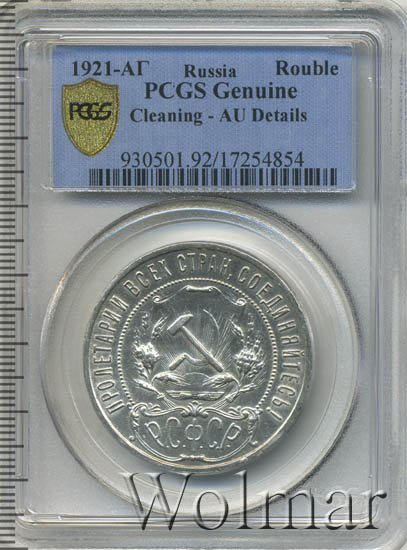 1921-АГ Russia Rouble
PCGS Genuine
PCGS
Cleaning - AU Details
930501.92/17254854
ПРОЛЕТАРИИ ВСЕХ СТРАН, СОЕДИНЯЙТЕСЬ!
Р.С.Ф.С.Р.
Wolmar